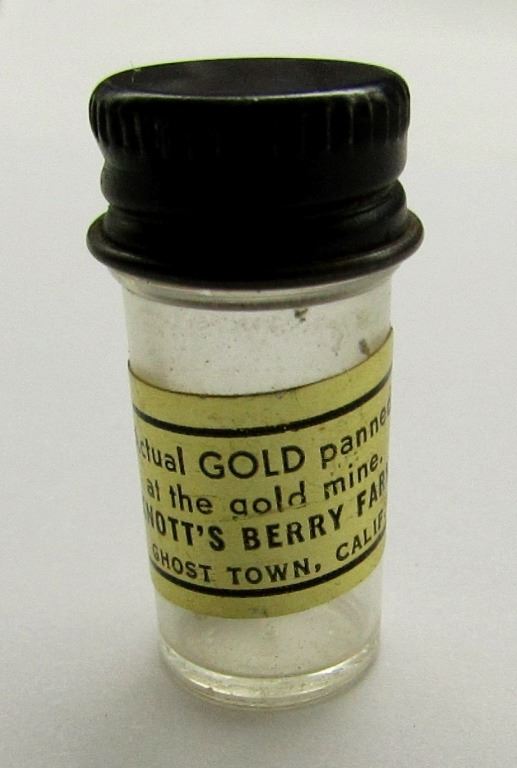 ctual GOLD panne
at the gold mine.
NOTT'S BERRY FAR
GHOST TOWN, CALIF.